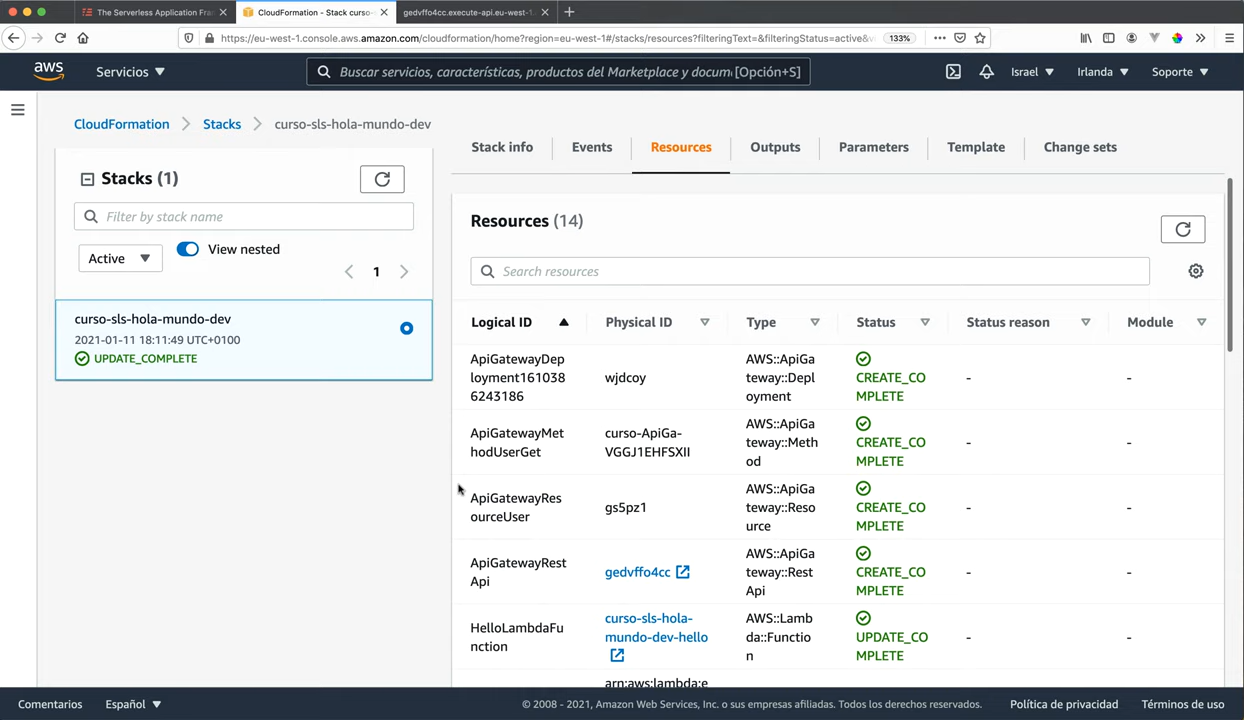 The Serverless Application Fra
CloudFormation - Stack curso-
gedvffo4cc.execute-api.eu-west-1.
https://eu-west-1.console.aws.amazon.com/cloudformation/home?region=eu-west-1#/stacks/resources?filteringText=&filteringStatus=active&v
133%
aws
Servicios
Buscar servicios, características, productos del Marketplace y docum
[Opción+S]
Israel
Irlanda
Soporte
CloudFormation
Stacks
curso-sls-hola-mundo-dev
Stacks (1)
Filter by stack name
Active
View nested
1
curso-sls-hola-mundo-dev
2021-01-11 18:11:49 UTC+0100
UPDATE_COMPLETE
Stack info
Events
Resources
Outputs
Parameters
Template
Change sets
Resources (14)
Search resources
Logical ID
Physical ID
Type
Status
Status reason
Module
ApiGatewayDep
loyment161038
6243186
wjdcoy
AWS::ApiGa
teway::Depl
oyment
CREATE_CO
MPLETE
-
-
ApiGatewayMet
hodUserGet
curso-ApiGa-
VGGJ1EHFSXII
AWS::ApiGa
teway::Meth
od
CREATE_CO
MPLETE
-
-
ApiGatewayRes
ourceUser
gs5pz1
AWS::ApiGa
teway::Reso
urce
CREATE_CO
MPLETE
-
-
ApiGatewayRest
Api
gedvffo4cc
AWS::ApiGa
teway::Rest
Api
CREATE_CO
MPLETE
-
-
HelloLambdaFu
nction
curso-sls-hola-
mundo-dev-hello
AWS::Lamb
da::Functio
n
UPDATE_CO
MPLETE
-
-
arn:aws:lambda:e
Comentarios
Español
© 2008 - 2021, Amazon Web Services, Inc. o sus empresas afiliadas. Todos los derechos reservados.
Política de privacidad
Términos de uso